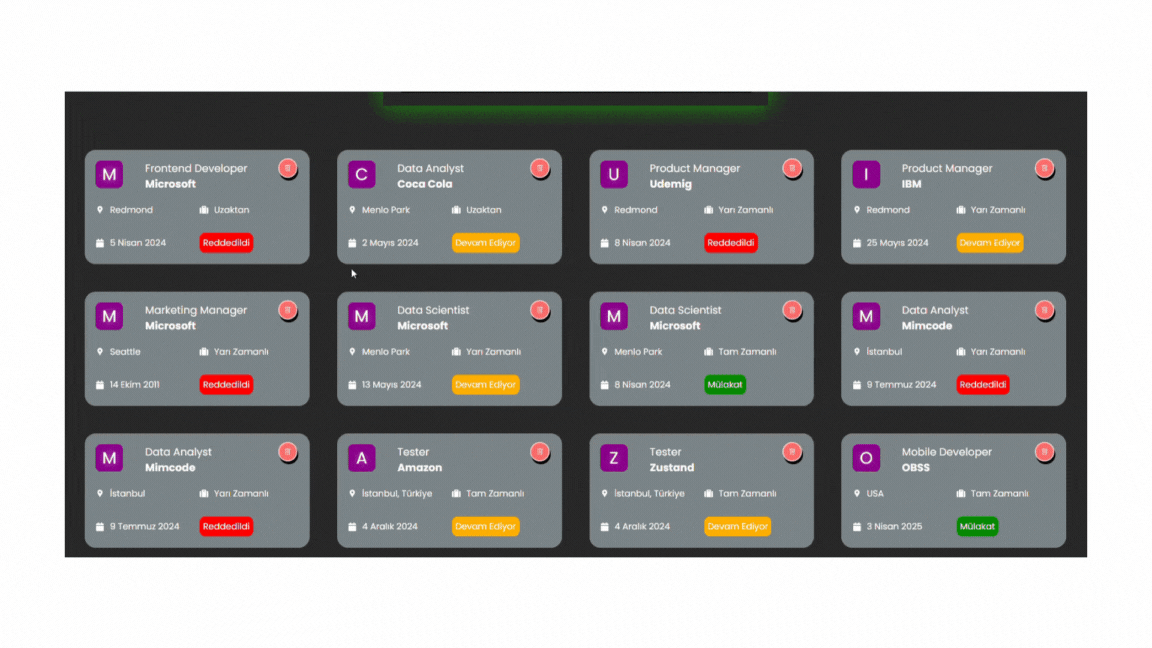 M Frontend Developer
Microsoft
Redmond Uzaktan
5 Nisan 2024 Reddedildi
C Data Analyst
Coca Cola
Menlo Park Uzaktan
2 Mayıs 2024 Devam Ediyor
U Product Manager
Udemig
Redmond Yarı Zamanlı
8 Nisan 2024 Reddedildi
I Product Manager
IBM
Redmond Yarı Zamanlı
25 Mayıs 2024 Devam Ediyor
M Marketing Manager
Microsoft
Seattle Yarı Zamanlı
14 Ekim 2011 Reddedildi
M Data Scientist
Microsoft
Menlo Park Yarı Zamanlı
13 Mayıs 2024 Devam Ediyor
M Data Scientist
Microsoft
Menlo Park Tam Zamanlı
8 Nisan 2024 Mülakat
M Data Analyst
Mimcode
İstanbul Yarı Zamanlı
9 Temmuz 2024 Reddedildi
M Data Analyst
Mimcode
İstanbul Yarı Zamanlı
9 Temmuz 2024 Reddedildi
A Tester
Amazon
İstanbul, Türkiye Tam Zamanlı
4 Aralık 2024 Devam Ediyor
Z Tester
Zustand
İstanbul, Türkiye Tam Zamanlı
4 Aralık 2024 Devam Ediyor
O Mobile Developer
OBSS
USA Tam Zamanlı
3 Nisan 2025 Mülakat